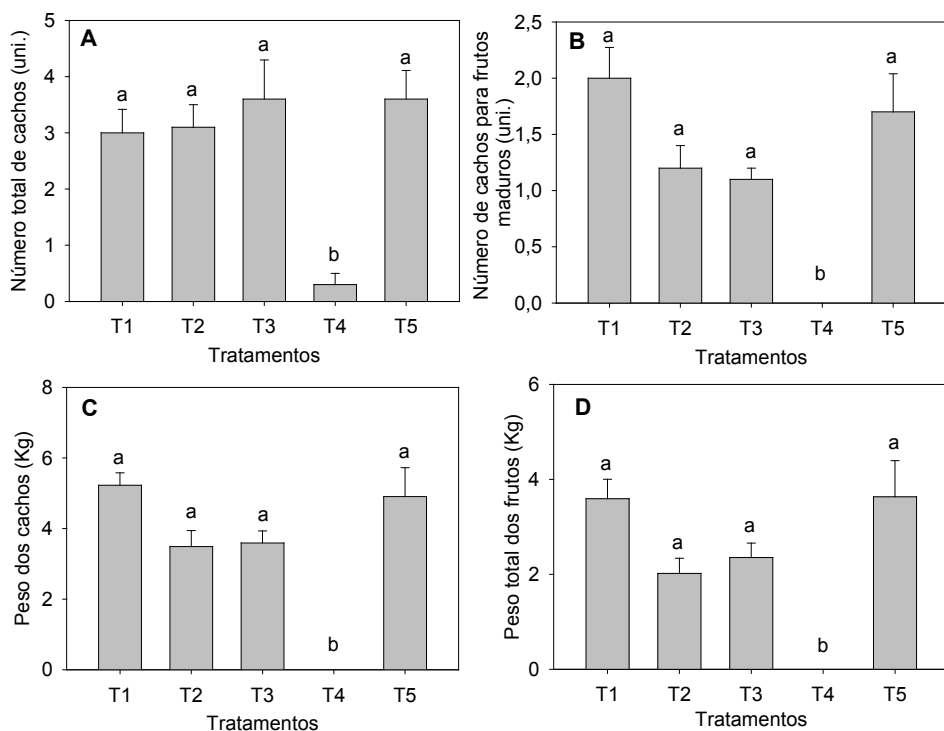 A
Número total de cachos (uni.)
5
4
3
2
1
0
a
a
a
b
a
T1 T2 T3 T4 T5
Tratamentos
B
Número de cachos para frutos
maduros (uni.)
2,5
2,0
1,5
1,0
0,5
0,0
a
a
a
b
a
T1 T2 T3 T4 T5
Tratamentos
C
Peso dos cachos (Kg)
8
6
4
2
0
a
a
a
b
a
T1 T2 T3 T4 T5
Tratamentos
D
Peso total dos frutos (Kg)
6
4
2
0
a
a
a
b
a
T1 T2 T3 T4 T5
Tratamentos